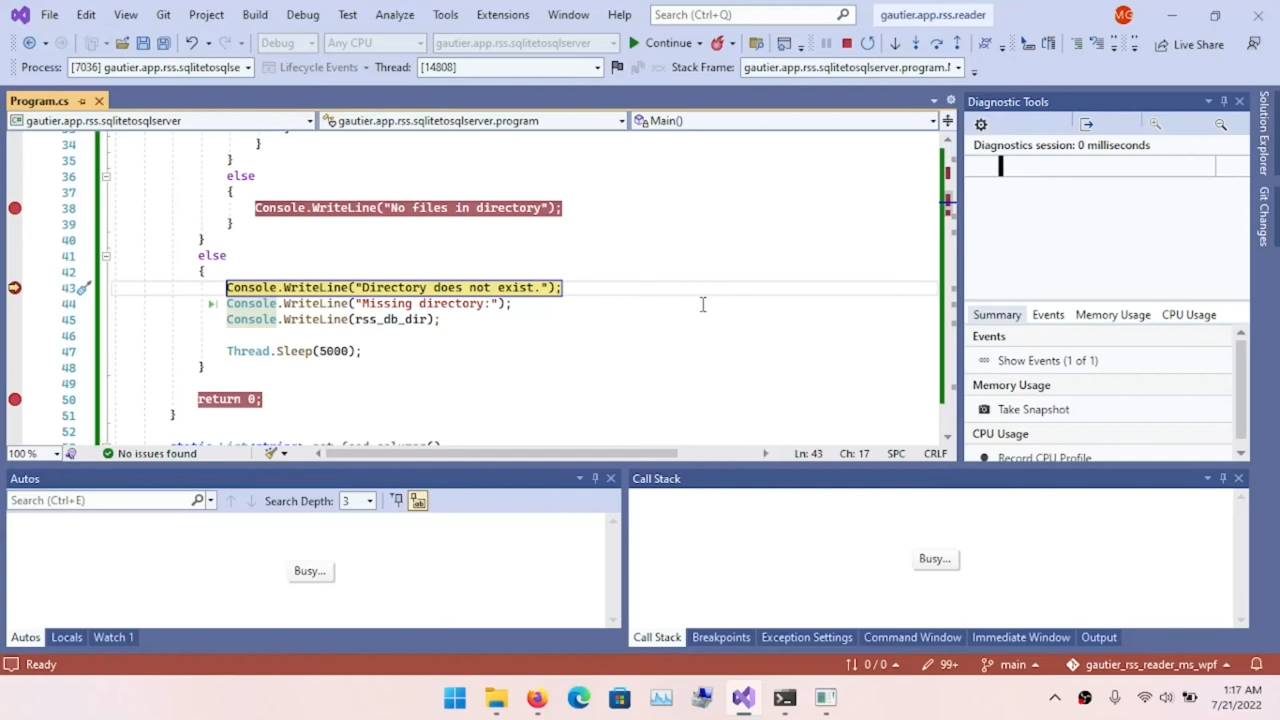 File Edit View Git Project Build Debug Test Analyze Tools Extensions Window Help Search (Ctrl+Q) gautier.app.rss.reader MG
Debug Any CPU gautier.app.rss.sqlitetosqlserver Continue Live Share
Process: [7036] gautier.app.rss.sqlitetosqlse Lifecycle Events Thread: [14808] Stack Frame: gautier.app.rss.sqlitetosqlserver.program.
Program.cs
gautier.app.rss.sqlitetosqlserver gautier.app.rss.sqlitetosqlserver.program Main()
34 }
35 }
36 else
37 {
38 Console.WriteLine("No files in directory");
39 }
40 }
41 else
42 {
43 Console.WriteLine("Directory does not exist.");
44 Console.WriteLine("Missing directory:");
45 Console.WriteLine(rss_db_dir);
46
47 Thread.Sleep(5000);
48 }
49
50 return 0;
51 }
52
100 % No issues found Ln: 43 Ch: 17 SPC CRLF
Diagnostic Tools
Diagnostics session: 0 milliseconds
Summary Events Memory Usage CPU Usage
Events
Show Events (1 of 1)
Memory Usage
Take Snapshot
CPU Usage
Record CPU Profile
Solution Explorer
Git Changes
Autos
Search (Ctrl+E) Search Depth: 3
Busy...
Autos Locals Watch 1
Call Stack
Busy...
Call Stack Breakpoints Exception Settings Command Window Immediate Window Output
Ready 0 / 0 99+ main gautier_rss_reader_ms_wpf
1:17 AM
7/21/2022